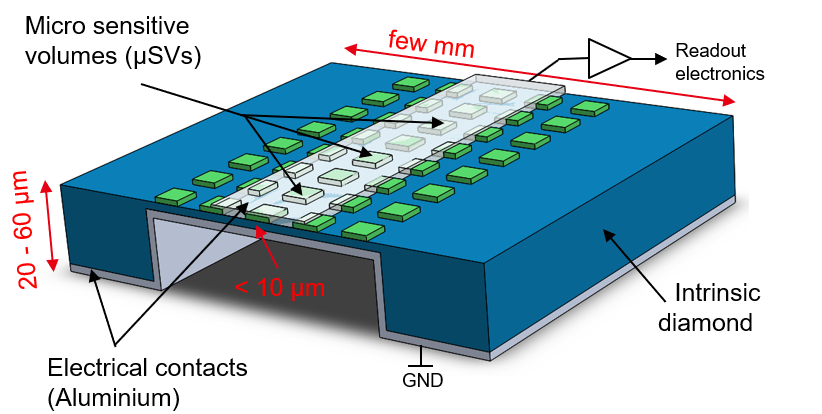 Micro sensitive
volumes (µSVs)
few mm
Readout
electronics
20 - 60 µm
< 10 µm
Intrinsic
diamond
Electrical contacts
(Aluminium)
GND